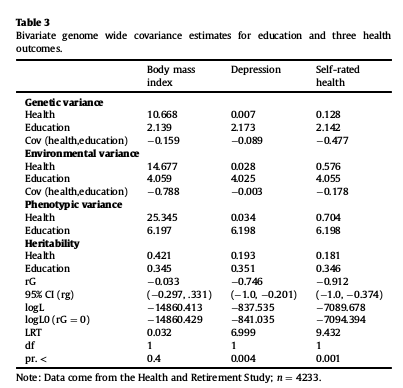 Table 3
Bivariate genome wide covariance estimates for education and three health
outcomes.
Body mass index Depression Self-rated health
Genetic variance
Health 10.668 0.007 0.128
Education 2.139 2.173 2.142
Cov (health,education) −0.159 −0.089 −0.477
Environmental variance
Health 14.677 0.028 0.576
Education 4.059 4.025 4.055
Cov (health,education) −0.788 −0.003 −0.178
Phenotypic variance
Health 25.345 0.034 0.704
Education 6.197 6.198 6.198
Heritability
Health 0.421 0.193 0.181
Education 0.345 0.351 0.346
rG −0.033 −0.746 −0.912
95% CI (rg) (−0.297, .331) (−1.0, −0.201) (−1.0, −0.374)
logL −14860.413 −837.535 −7089.678
logL0 (rG = 0) −14860.429 −841.035 −7094.394
LRT 0.032 6.999 9.432
df 1 1 1
pr. < 0.4 0.004 0.001
Note: Data come from the Health and Retirement Study; n = 4233.